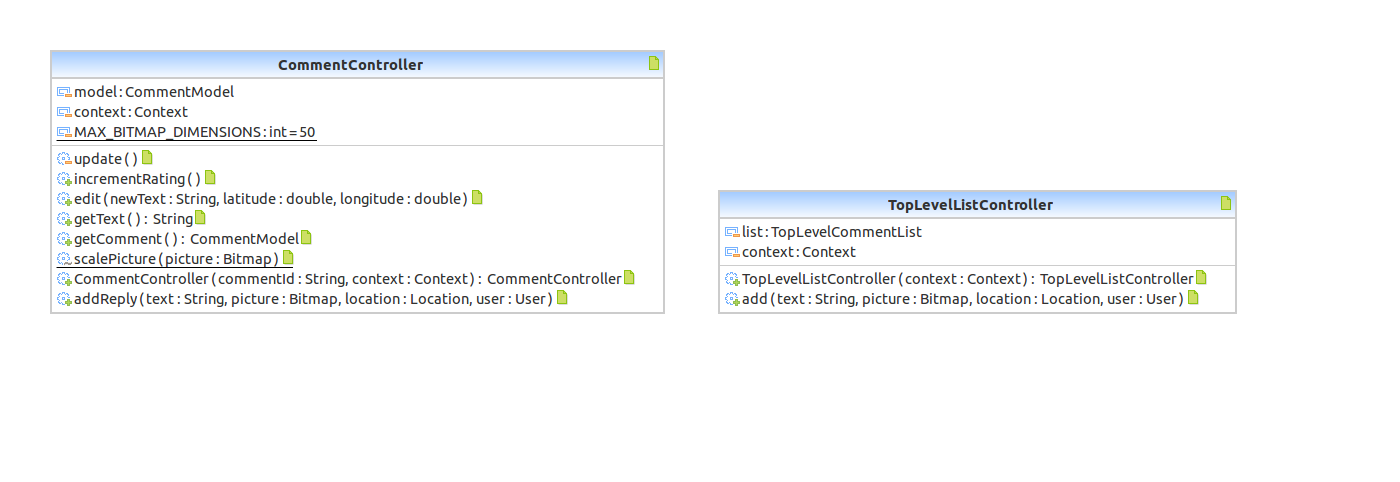 CommentController
model : CommentModel
context : Context
MAX_BITMAP_DIMENSIONS : int = 50
update ( )
incrementRating ( )
edit ( newText : String, latitude : double, longitude : double )
getText ( ) : String
getComment ( ) : CommentModel
scalePicture ( picture : Bitmap )
CommentController ( commentId : String, context : Context ) : CommentController
addReply ( text : String, picture : Bitmap, location : Location, user : User )
TopLevelListController
list : TopLevelCommentList
context : Context
TopLevelListController ( context : Context ) : TopLevelListController
add ( text : String, picture : Bitmap, location : Location, user : User )